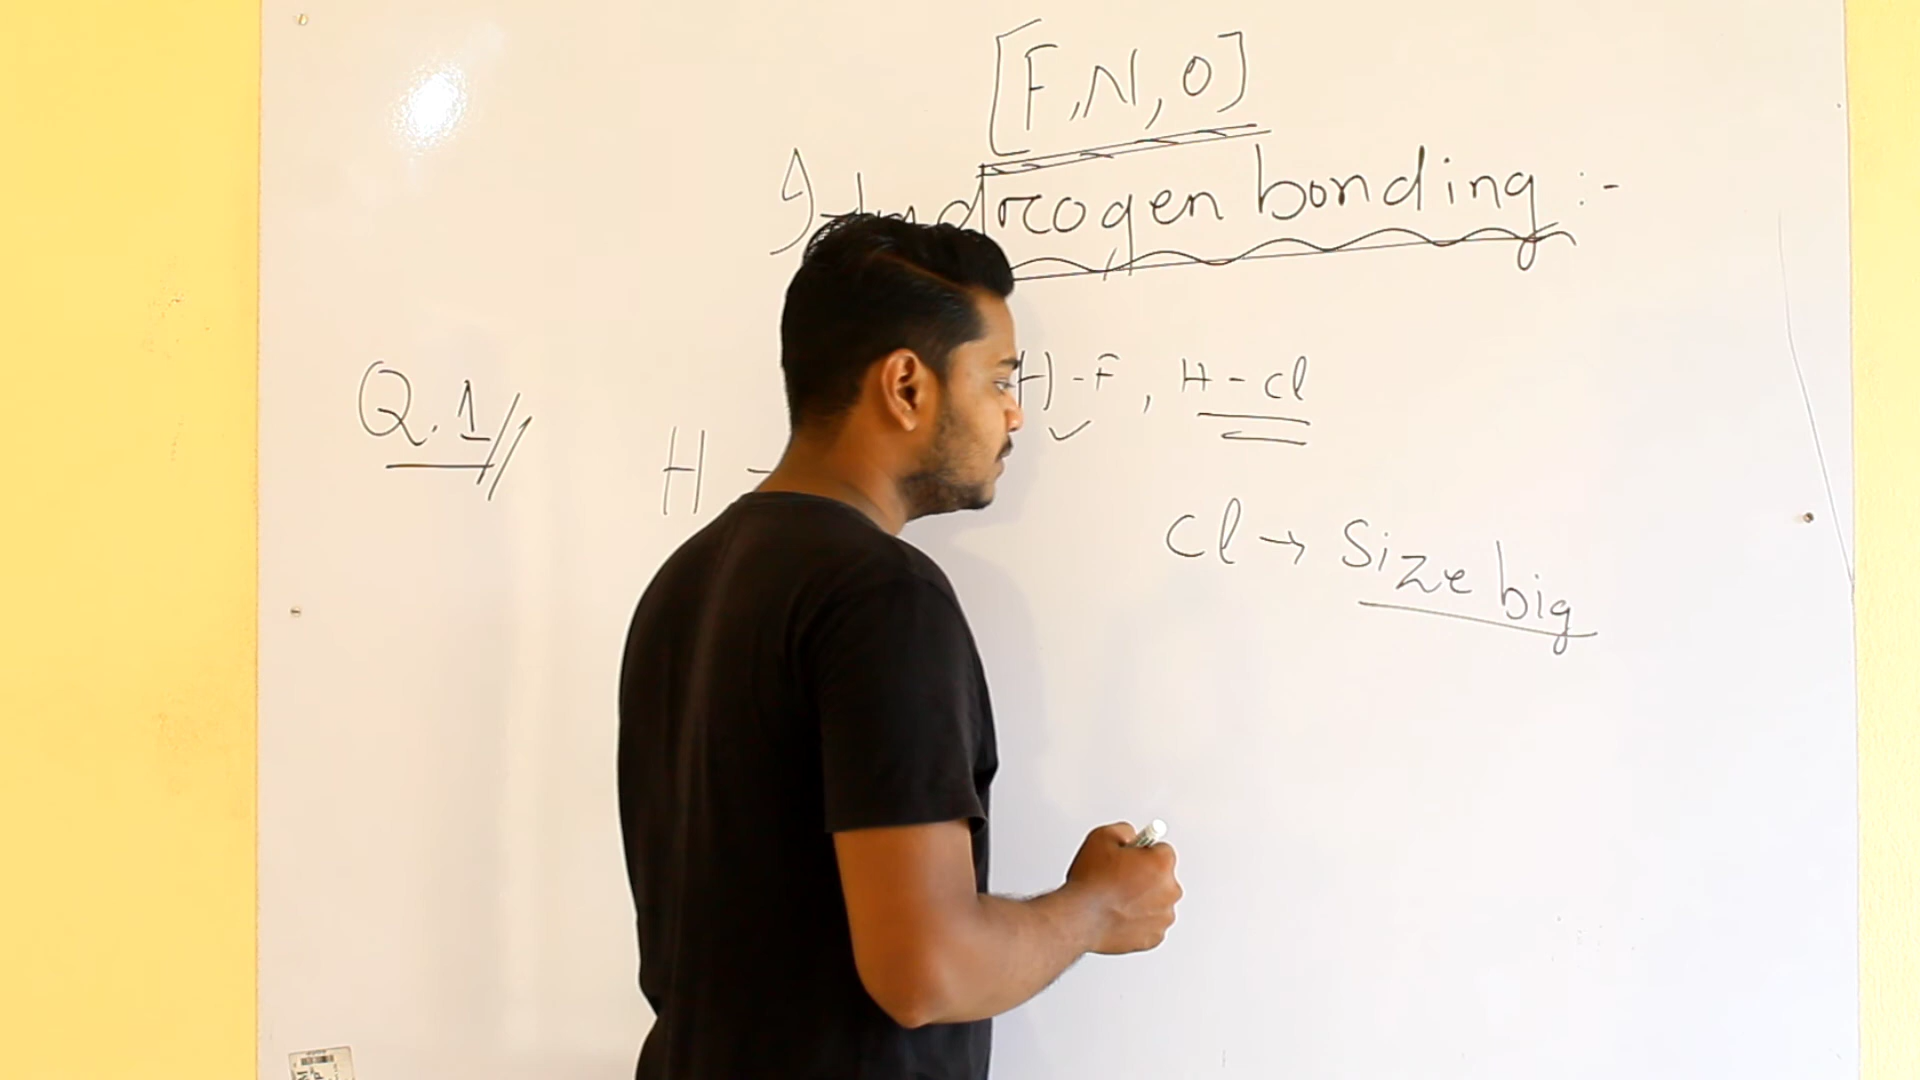 [F,N,O]
Hydrogen bonding :-
Q.1
H-F, H-Cl
H -
Cl → Size big